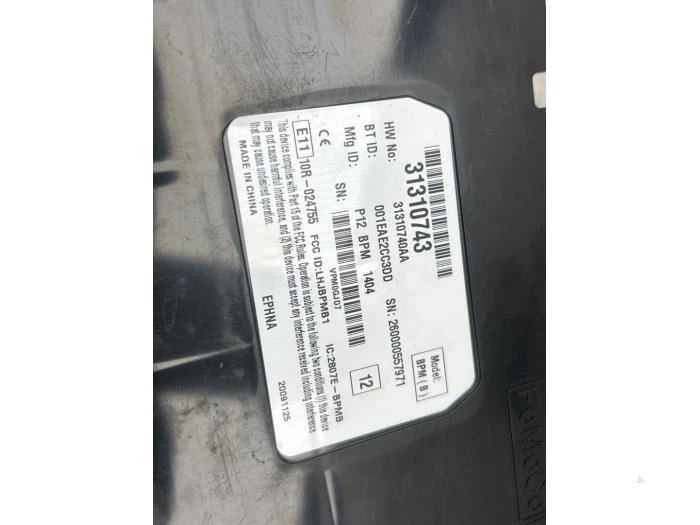 31310743
HW No: 31310740AA
BT ID: 001EAE2CC3DD SN: 260000557971
Mfg ID: P12 BPM 1404
Model:
BPM (B)
12
SN:
VPM0GJD7
CE
E11 10R-024755 FCC ID:LHJBPMB1 IC:2807E-BPMB
This device complies with Part 15 of the FCC Rules. Operation is subject to the following two conditions (1) this device
may not cause harmful interference, and (2) this device must accept any interference received including interference
that may cause undesired operation.
MADE IN CHINA
EPHNA
20091125
FoMoCo